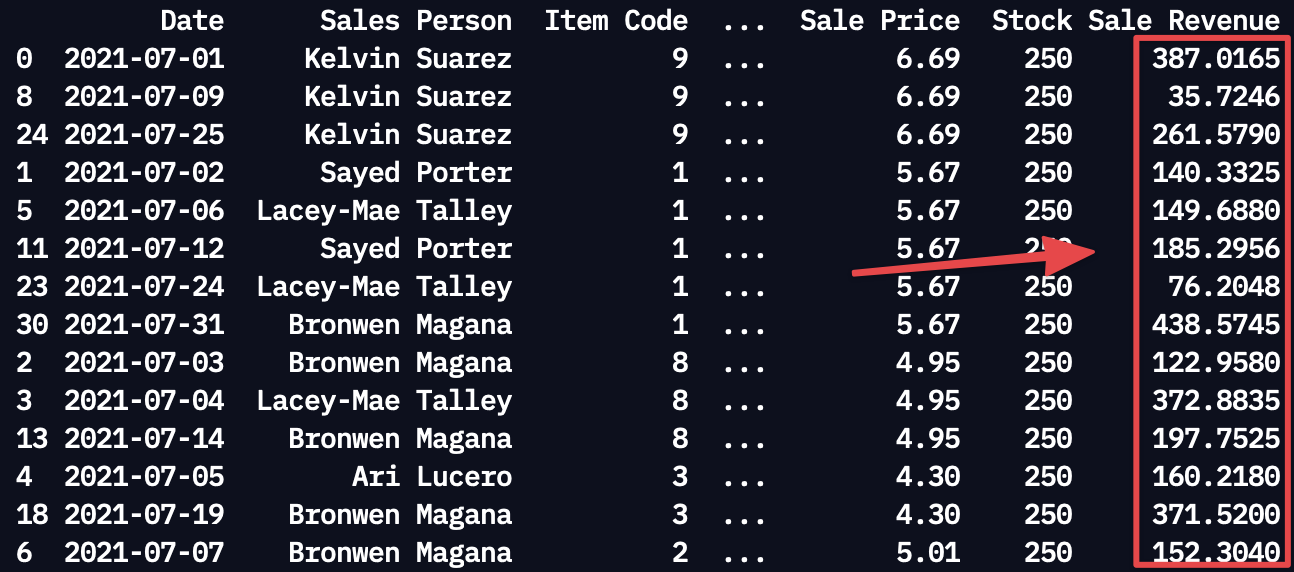 Date Sales Person Item Code ... Sale Price Stock Sale Revenue
0 2021-07-01 Kelvin Suarez 9 ... 6.69 250 387.0165
8 2021-07-09 Kelvin Suarez 9 ... 6.69 250 35.7246
24 2021-07-25 Kelvin Suarez 9 ... 6.69 250 261.5790
1 2021-07-02 Sayed Porter 1 ... 5.67 250 140.3325
5 2021-07-06 Lacey-Mae Talley 1 ... 5.67 250 149.6880
11 2021-07-12 Sayed Porter 1 ... 5.67 250 185.2956
23 2021-07-24 Lacey-Mae Talley 1 ... 5.67 250 76.2048
30 2021-07-31 Bronwen Magana 1 ... 5.67 250 438.5745
2 2021-07-03 Bronwen Magana 8 ... 4.95 250 122.9580
3 2021-07-04 Lacey-Mae Talley 8 ... 4.95 250 372.8835
13 2021-07-14 Bronwen Magana 8 ... 4.95 250 197.7525
4 2021-07-05 Ari Lucero 3 ... 4.30 250 160.2180
18 2021-07-19 Bronwen Magana 3 ... 4.30 250 371.5200
6 2021-07-07 Bronwen Magana 2 ... 5.01 250 152.3040